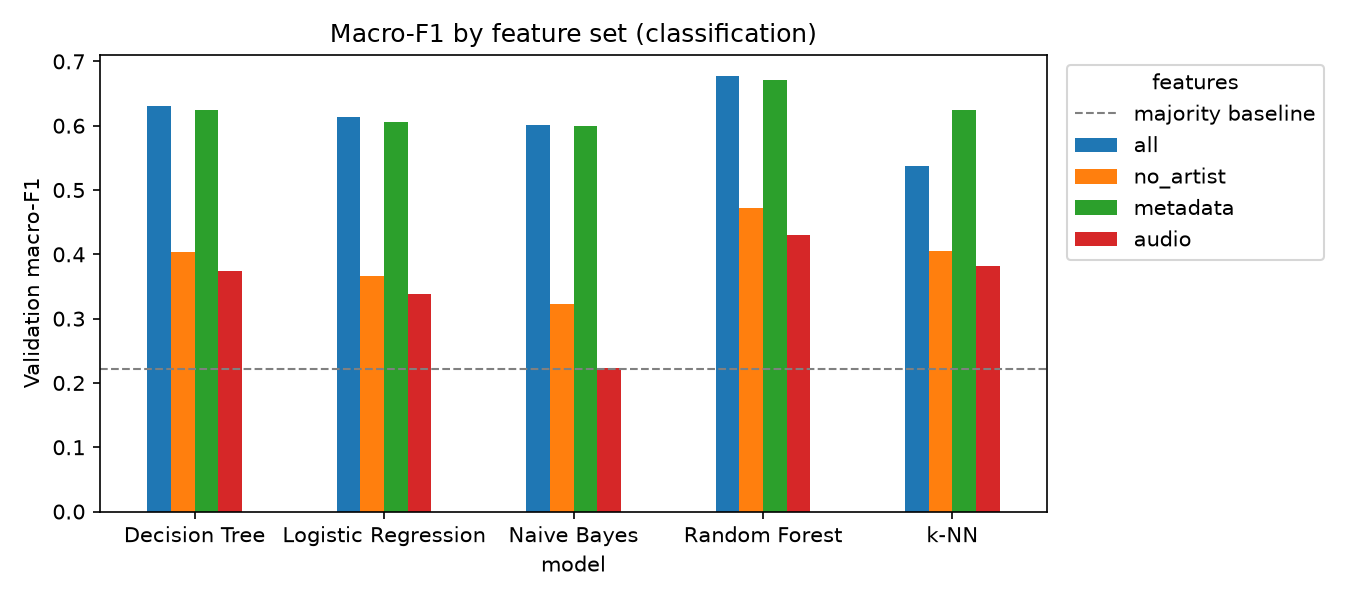 Macro-F1 by feature set (classification)
Validation macro-F1
0.7
0.6
0.5
0.4
0.3
0.2
0.1
0.0
Decision Tree
Logistic Regression
Naive Bayes
Random Forest
k-NN
model
features
majority baseline
all
no_artist
metadata
audio